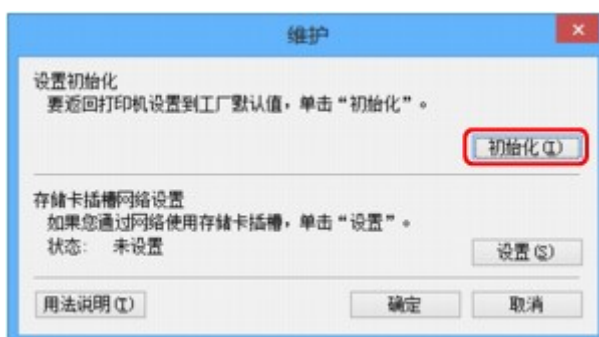 维护
设置初始化
要返回打印机设置到工厂默认值，单击“初始化”。
初始化(I)
存储卡插槽网络设置
如果您通过网络使用存储卡插槽，单击“设置”。
状态： 未设置
设置(S)
用法说明(T) 确定 取消